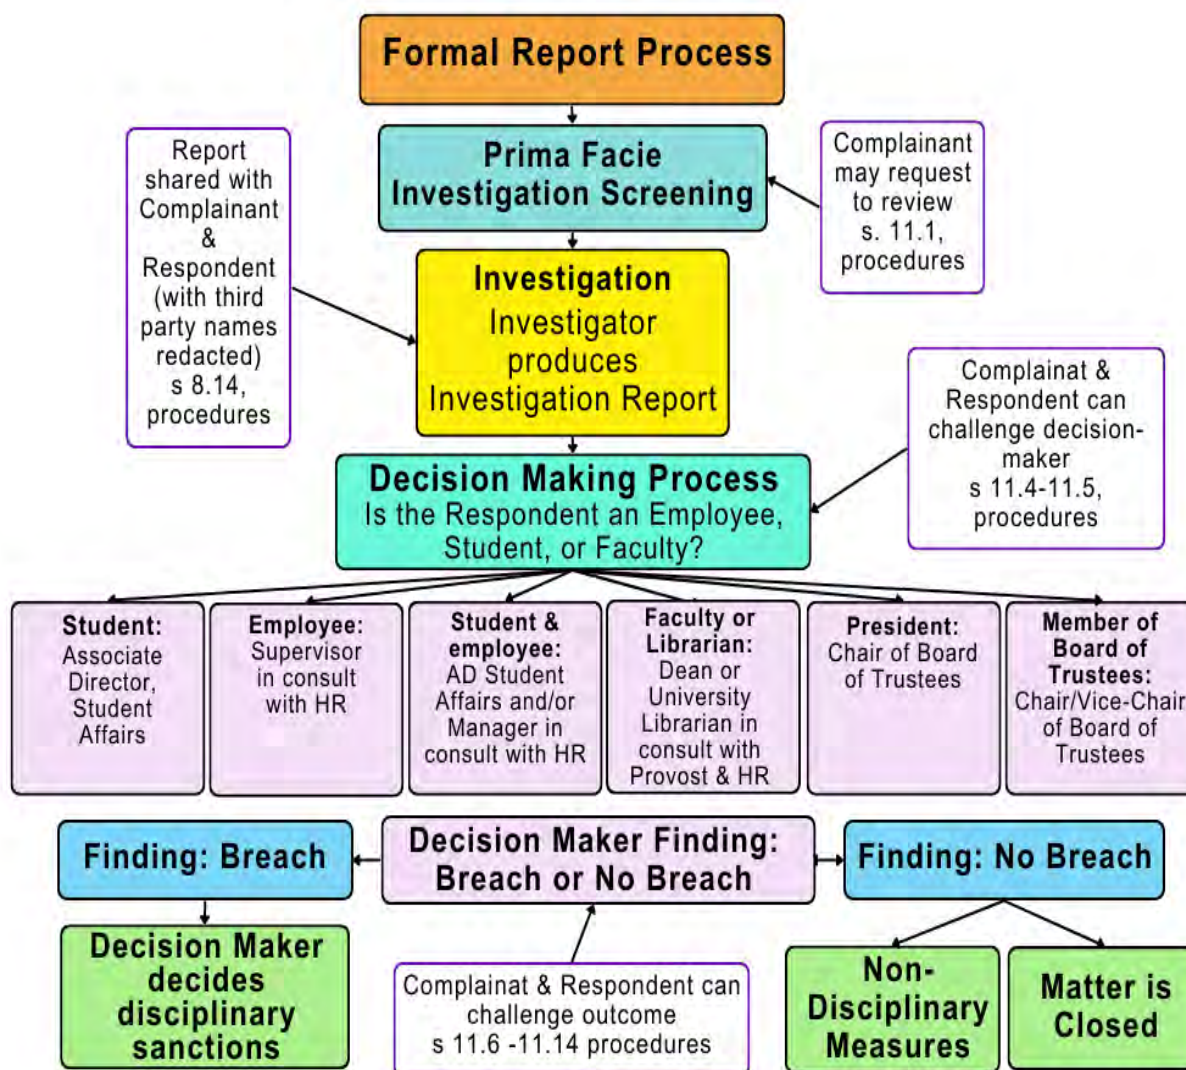 Formal Report Process
Prima Facie
Investigation Screening
Report
shared with
Complainant
&
Respondent
(with third
party names
redacted)
s 8.14,
procedures
Complainant
may request
to review
s. 11.1,
procedures
Investigation
Investigator
produces
Investigation Report
Complainat &
Respondent can
challenge decision-
maker
s 11.4-11.5,
procedures
Decision Making Process
Is the Respondent an Employee,
Student, or Faculty?
Student:
Associate
Director,
Student
Affairs
Employee:
Supervisor
in consult
with HR
Student &
employee:
AD Student
Affairs and/or
Manager in
consult with HR
Faculty or
Librarian:
Dean or
University
Librarian in
consult with
Provost & HR
President:
Chair of Board
of Trustees
Member of
Board of
Trustees:
Chair/Vice-Chair
of Board of
Trustees
Finding: Breach
Decision Maker Finding:
Breach or No Breach
Finding: No Breach
Decision Maker
decides
disciplinary
sanctions
Complainat & Respondent can
challenge outcome
s 11.6 -11.14 procedures
Non-
Disciplinary
Measures
Matter is
Closed